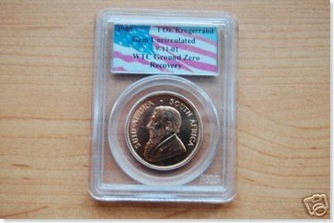 1 Oz. Krugerrand
Gem Uncirculated
9-11-01
WTC Ground Zero
Recovery
SUID-AFRIKA · SOUTH AFRICA